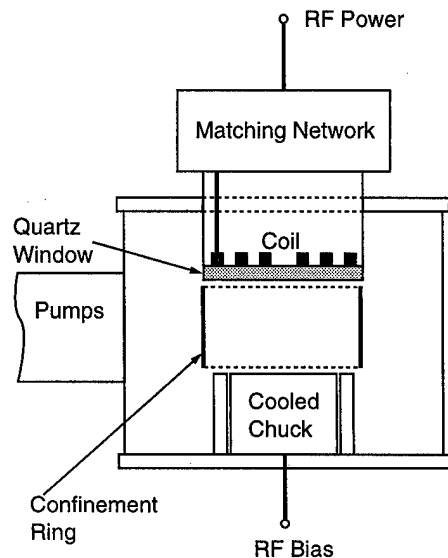 RF Power
Matching Network
Quartz
Window
Coil
Pumps
Cooled
Chuck
Confinement
Ring
RF Bias